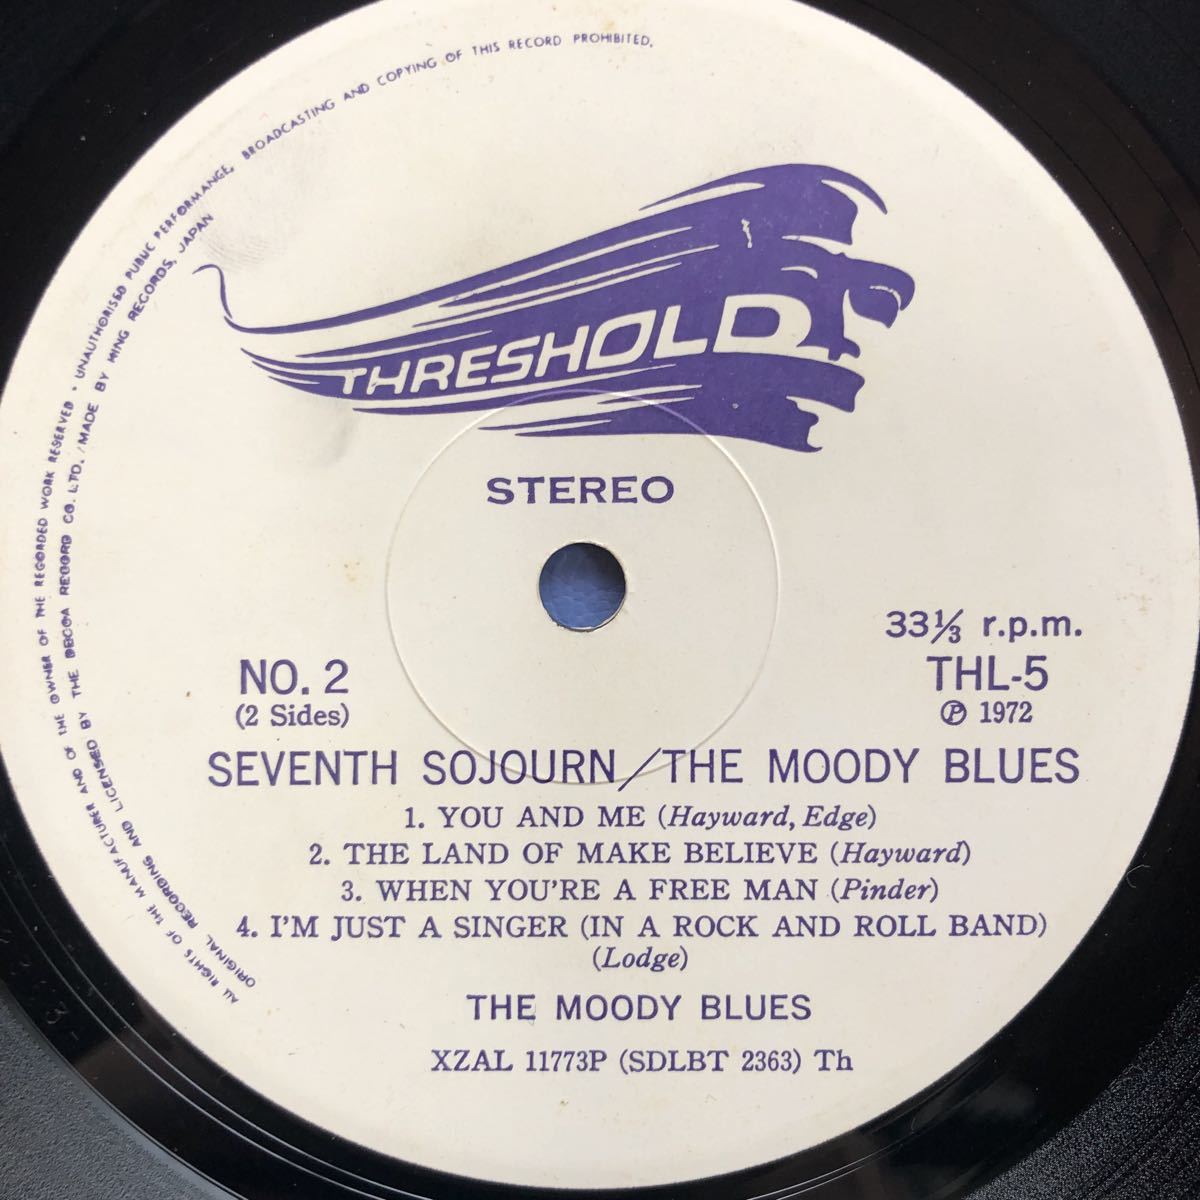 ALL RIGHTS OF THE MANUFACTURER AND OF THE OWNER OF THE RECORDED WORK RESERVED • UNAUTHORISED PUBLIC PERFORMANCE, BROADCASTING AND COPYING OF THIS RECORD PROHIBITED.
ORIGINAL RECORDING AND LICENSED BY THE DECCA RECORD CO. LTD. /MADE BY KING RECORDS, JAPAN
THRESHOLD
STEREO
33⅓ r.p.m.
NO. 2
THL-5
(2 Sides)
Ⓟ 1972
SEVENTH SOJOURN/THE MOODY BLUES
1. YOU AND ME (Hayward, Edge)
2. THE LAND OF MAKE BELIEVE (Hayward)
3. WHEN YOU'RE A FREE MAN (Pinder)
4. I'M JUST A SINGER (IN A ROCK AND ROLL BAND)
(Lodge)
THE MOODY BLUES
XZAL 11773P (SDLBT 2363) Th